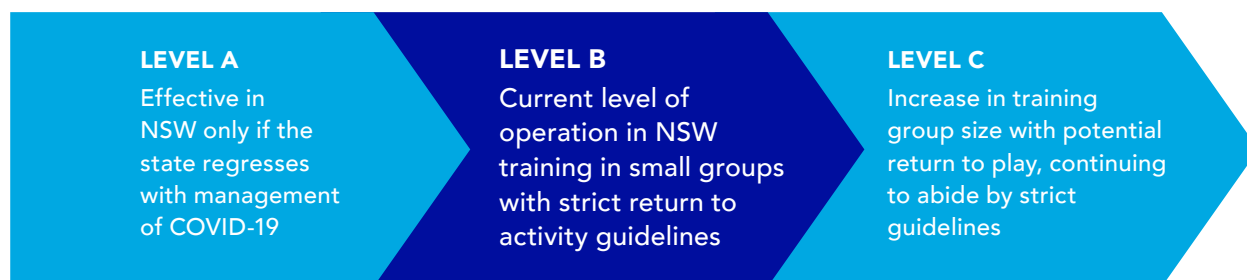 LEVEL A
Effective in
NSW only if the
state regresses
with management
of COVID-19
LEVEL B
Current level of
operation in NSW
training in small groups
with strict return to
activity guidelines
LEVEL C
Increase in training
group size with potential
return to play, continuing
to abide by strict
guidelines